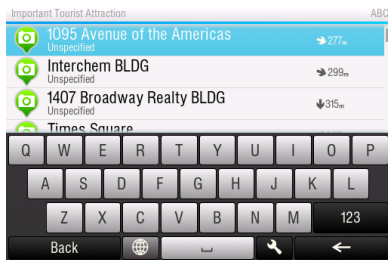 Important Tourist Attraction ABC
1095 Avenue of the Americas
Unspecified
277m
Interchem BLDG
Unspecified
299m
1407 Broadway Realty BLDG
Unspecified
315m
Times Square
Q W E R T Y U I O P
A S D F G H J K L
Z X C V B N M 123
Back